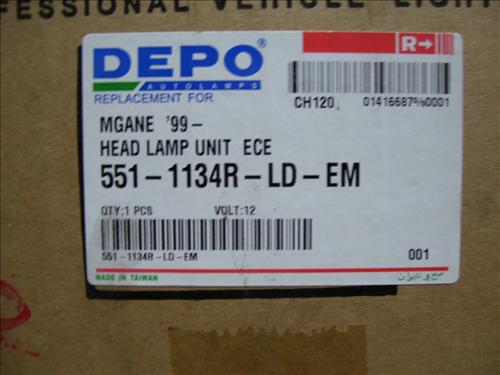 FESSIONAL VEHICLE LIGHT
DEPO®
AUTOLAMPS
REPLACEMENT FOR
R→
CH120
MGANE '99-
HEAD LAMP UNIT ECE
551-1134R-LD-EM
QTY:1 PCS VOLT:12
551-1134R-LD-EM
001
MADE IN TAIWAN